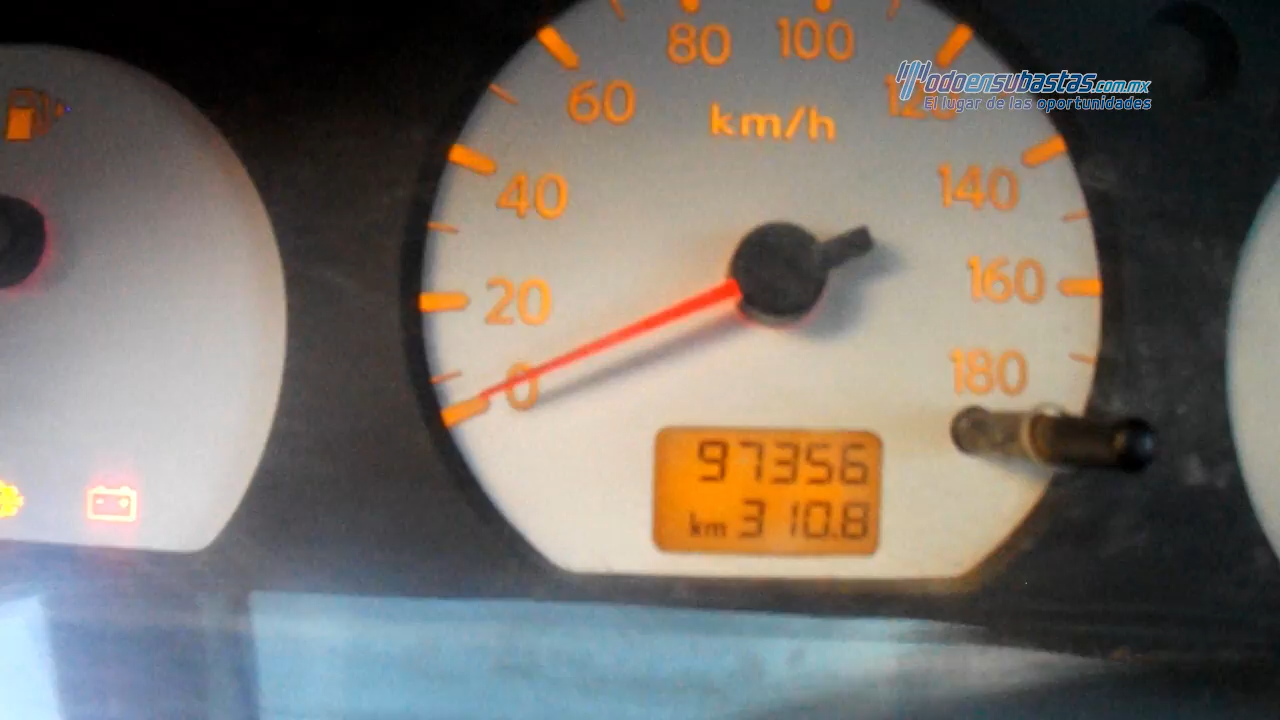 80 100
60 120
km/h
40 140
20 160
0 180
97356
km 310.8
Todoensubastas.com.mx
El lugar de las oportunidades